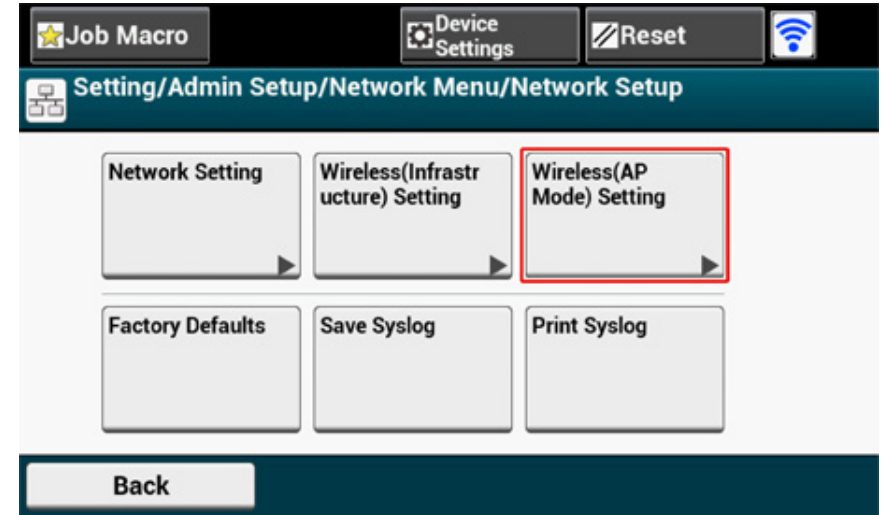 Job Macro
Device
Settings
Reset
Setting/Admin Setup/Network Menu/Network Setup
Network Setting
Wireless(Infrastr
ucture) Setting
Wireless(AP
Mode) Setting
Factory Defaults
Save Syslog
Print Syslog
Back